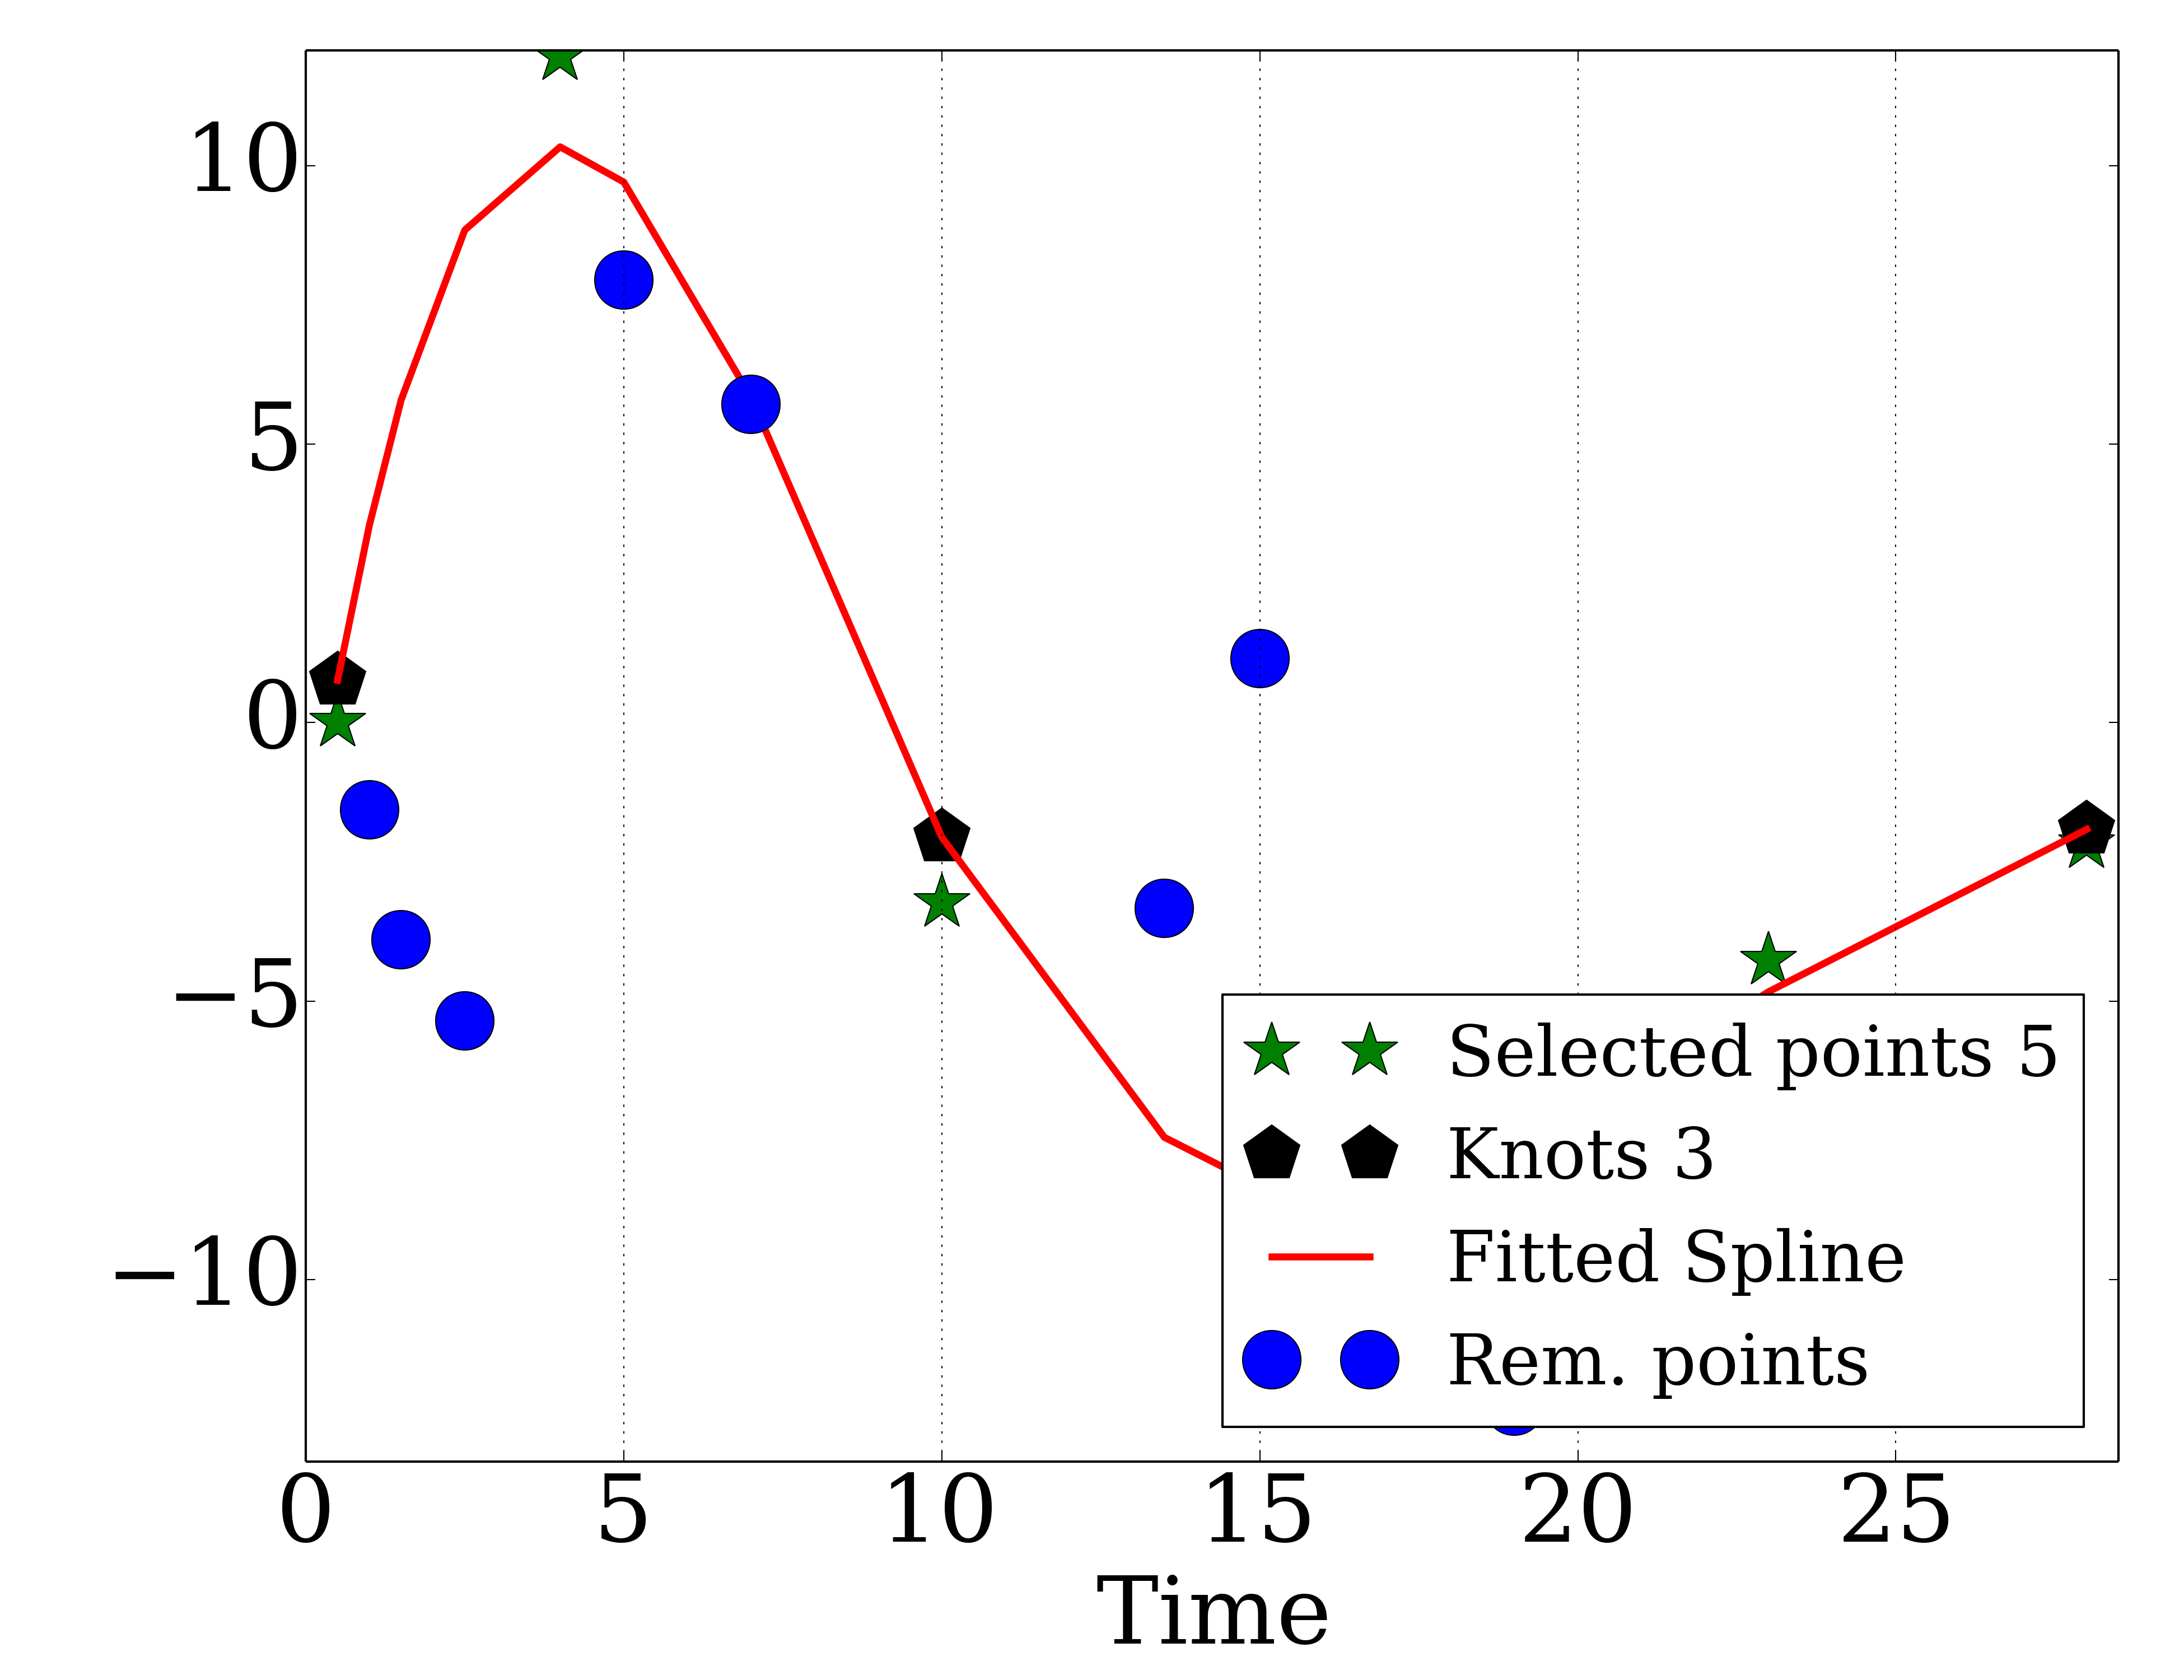 10
5
0
−5
−10
Selected points 5
Knots 3
Fitted Spline
Rem. points
0 5 10 15 20 25
Time